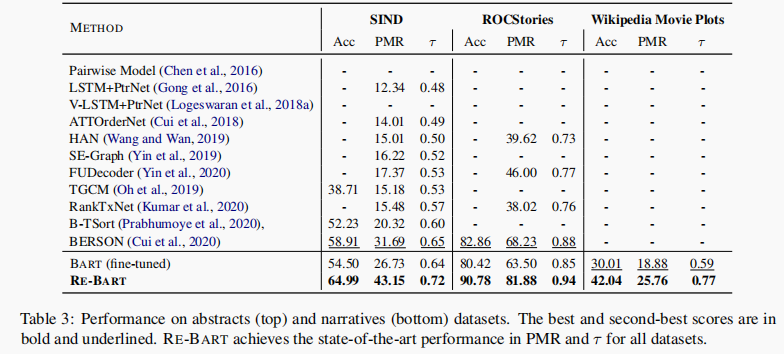 METHOD SIND ROCStories Wikipedia Movie Plots
Acc PMR τ Acc PMR τ Acc PMR τ
Pairwise Model (Chen et al., 2016) - - - - - - - - -
LSTM+PtrNet (Gong et al., 2016) - 12.34 0.48 - - - - - -
V-LSTM+PtrNet (Logeswaran et al., 2018a) - - - - - - - - -
ATTOrderNet (Cui et al., 2018) - 14.01 0.49 - - - - - -
HAN (Wang and Wan, 2019) - 15.01 0.50 - 39.62 0.73 - - -
SE-Graph (Yin et al., 2019) - 16.22 0.52 - - - - - -
FUDecoder (Yin et al., 2020) - 17.37 0.53 - 46.00 0.77 - - -
TGCM (Oh et al., 2019) 38.71 15.18 0.53 - - - - - -
RankTxNet (Kumar et al., 2020) - 15.48 0.57 - 38.02 0.76 - - -
B-TSort (Prabhumoye et al., 2020), 52.23 20.32 0.60 - - - - - -
BERSON (Cui et al., 2020) 58.91 31.69 0.65 82.86 68.23 0.88 - - -
BART (fine-tuned) 54.50 26.73 0.64 80.42 63.50 0.85 30.01 18.88 0.59
RE-BART 64.99 43.15 0.72 90.78 81.88 0.94 42.04 25.76 0.77
Table 3: Performance on abstracts (top) and narratives (bottom) datasets. The best and second-best scores are in
bold and underlined. RE-BART achieves the state-of-the-art performance in PMR and τ for all datasets.